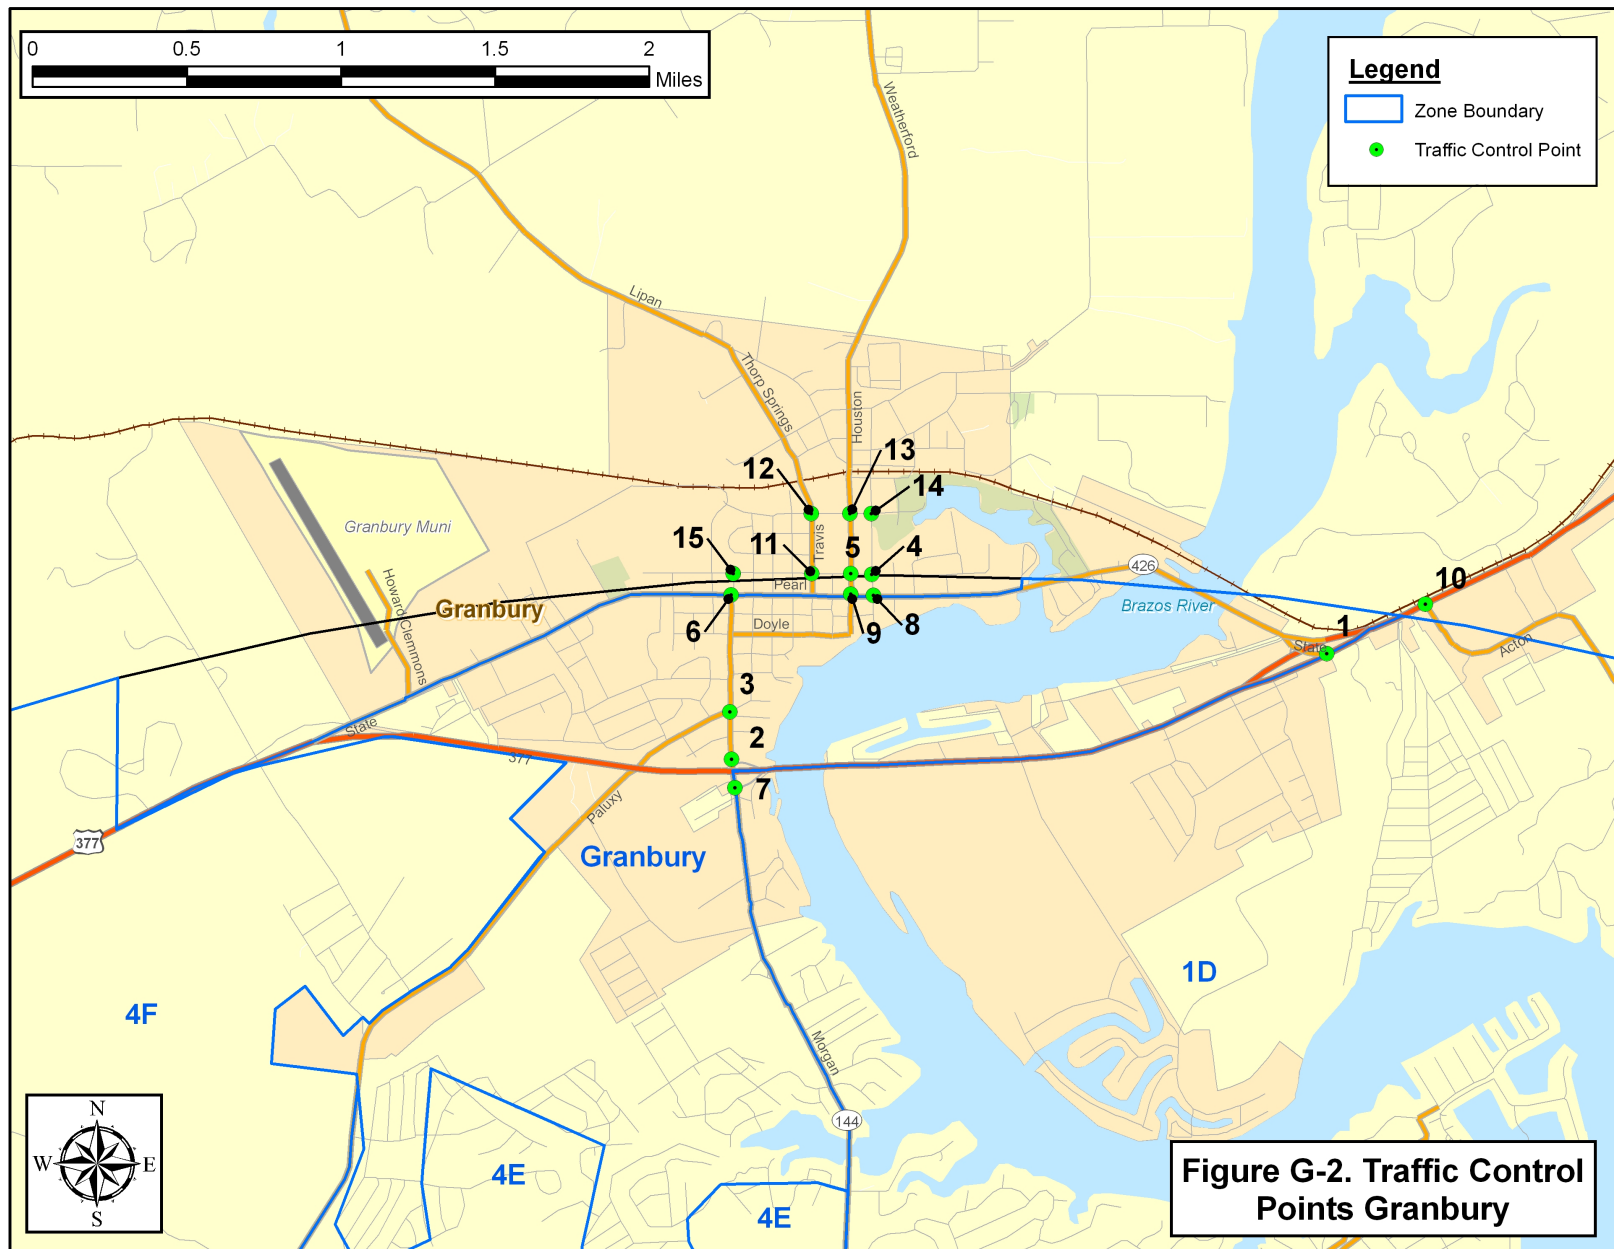 0 0.5 1 1.5 2
Miles
Legend
Zone Boundary
Traffic Control Point
Weatherford
Lipan
Thorp Springs
Houston
12
13
14
Granbury Muni
15
11
Travis
5
4
426
10
Pearl
Howard Clemmons
Granbury
Brazos River
6
Doyle
9
8
1
State
Acton
3
State
2
377
7
377
Paluxy
Granbury
1D
4F
Morgan
144
N
W E
S
4E
4E
Figure G-2. Traffic Control
Points Granbury